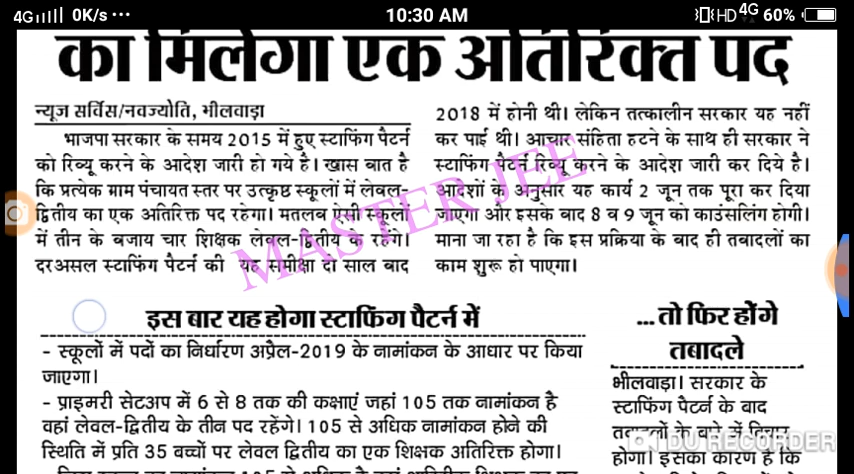 4G 0K/s ··· 10:30 AM HD 4G 60%
का मिलेगा एक अतिरिक्त पद
न्यूज सर्विस/नवज्योति, भीलवाड़ा
भाजपा सरकार के समय 2015 में हुए स्टाफिंग पैटर्न
को रिव्यू करने के आदेश जारी हो गये है। खास बात है
कि प्रत्येक ग्राम पंचायत स्तर पर उत्कृष्ठ स्कूलों में लेबल-
द्वितीय का एक अतिरिक्त पद रहेगा। मतलब ऐसी स्कूलों
में तीन के बजाय चार शिक्षक लेवल-द्वितीय के रहेंगे।
दरअसल स्टाफिंग पैटर्न की यह समीक्षा दो साल बाद
2018 में होनी थी। लेकिन तत्कालीन सरकार यह नहीं
कर पाई थी। आचार संहिता हटने के साथ ही सरकार ने
स्टाफिंग पैटर्न रिव्यू करने के आदेश जारी कर दिये है।
आदेशों के अनुसार यह कार्य 2 जून तक पूरा कर दिया
जाएगा और इसके बाद 8 व 9 जून को काउंसलिंग होगी।
माना जा रहा है कि इस प्रक्रिया के बाद ही तबादलों का
काम शुरू हो पाएगा।
MASTER JEE
इस बार यह होगा स्टाफिंग पैटर्न में
- स्कूलों में पदों का निर्धारण अप्रैल-2019 के नामांकन के आधार पर किया
जाएगा।
- प्राइमरी सेटअप में 6 से 8 तक की कक्षाएं जहां 105 तक नामांकन है
वहां लेवल-द्वितीय के तीन पद रहेंगे। 105 से अधिक नामांकन होने की
स्थिति में प्रति 35 बच्चों पर लेवल द्वितीय का एक शिक्षक अतिरिक्त होगा।
...तो फिर होंगे
तबादले
भीलवाड़ा। सरकार के
स्टाफिंग पैटर्न के बाद
तबादलों के बारे में विचार
होगा। इसका कारण है कि
DU RECORDER